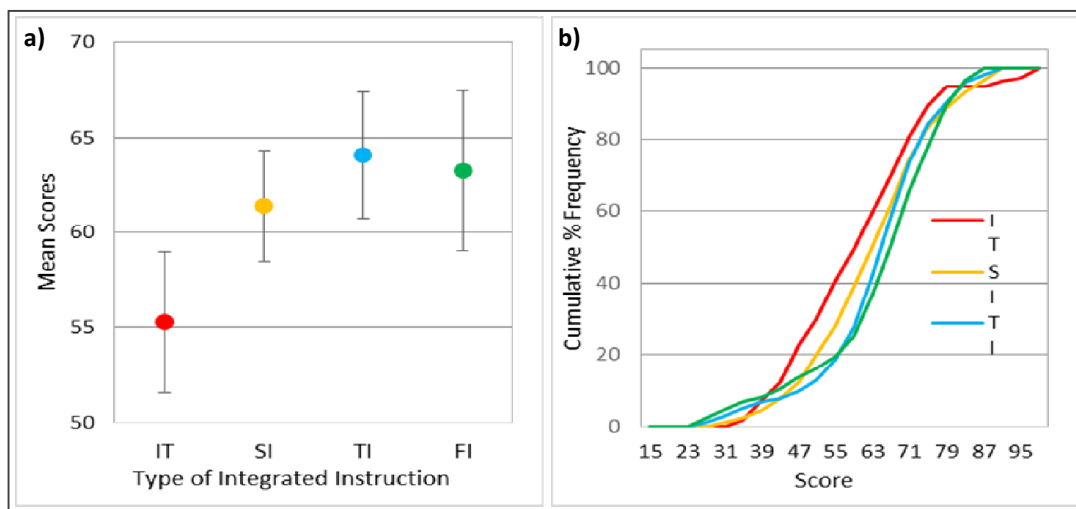 a)
70
65
60
55
50
Mean Scores
IT SI TI FI
Type of Integrated Instruction
b)
100
80
60
40
20
0
Cumulative % Frequency
I
T
S
I
T
I
15 23 31 39 47 55 63 71 79 87 95
Score